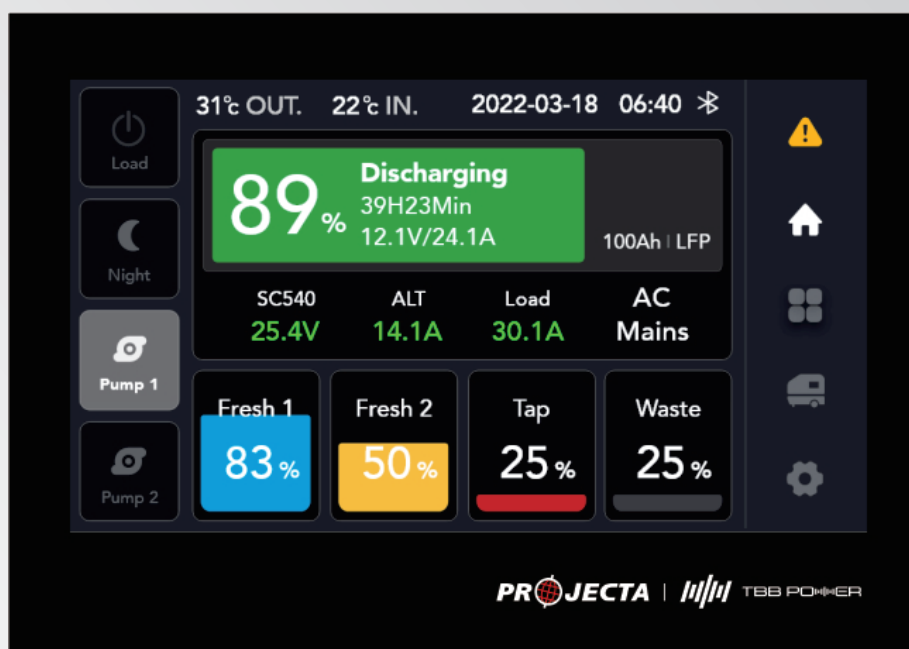 31°c OUT. 22°c IN. 2022-03-18 06:40
Load
Night
Pump 1
Pump 2
89%
Discharging
39H23Min
12.1V/24.1A
100Ah | LFP
SC540 ALT Load AC
25.4V 14.1A 30.1A Mains
Fresh 1 Fresh 2 Tap Waste
83% 50% 25% 25%
PROJECTA | TBB POWER